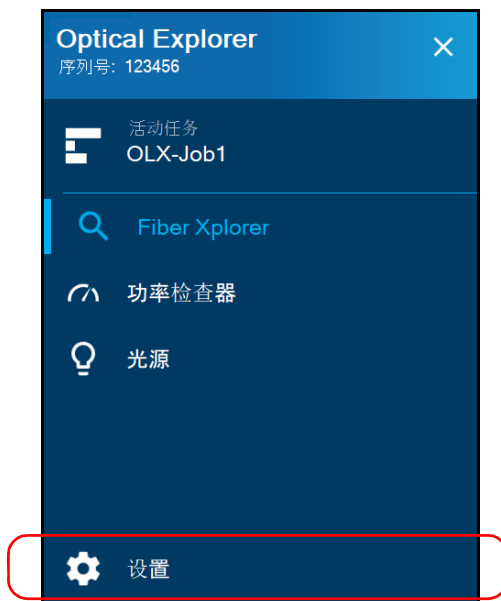 Optical Explorer
序列号: 123456
活动任务
OLX-Job1
Fiber Xplorer
功率检查器
光源
设置